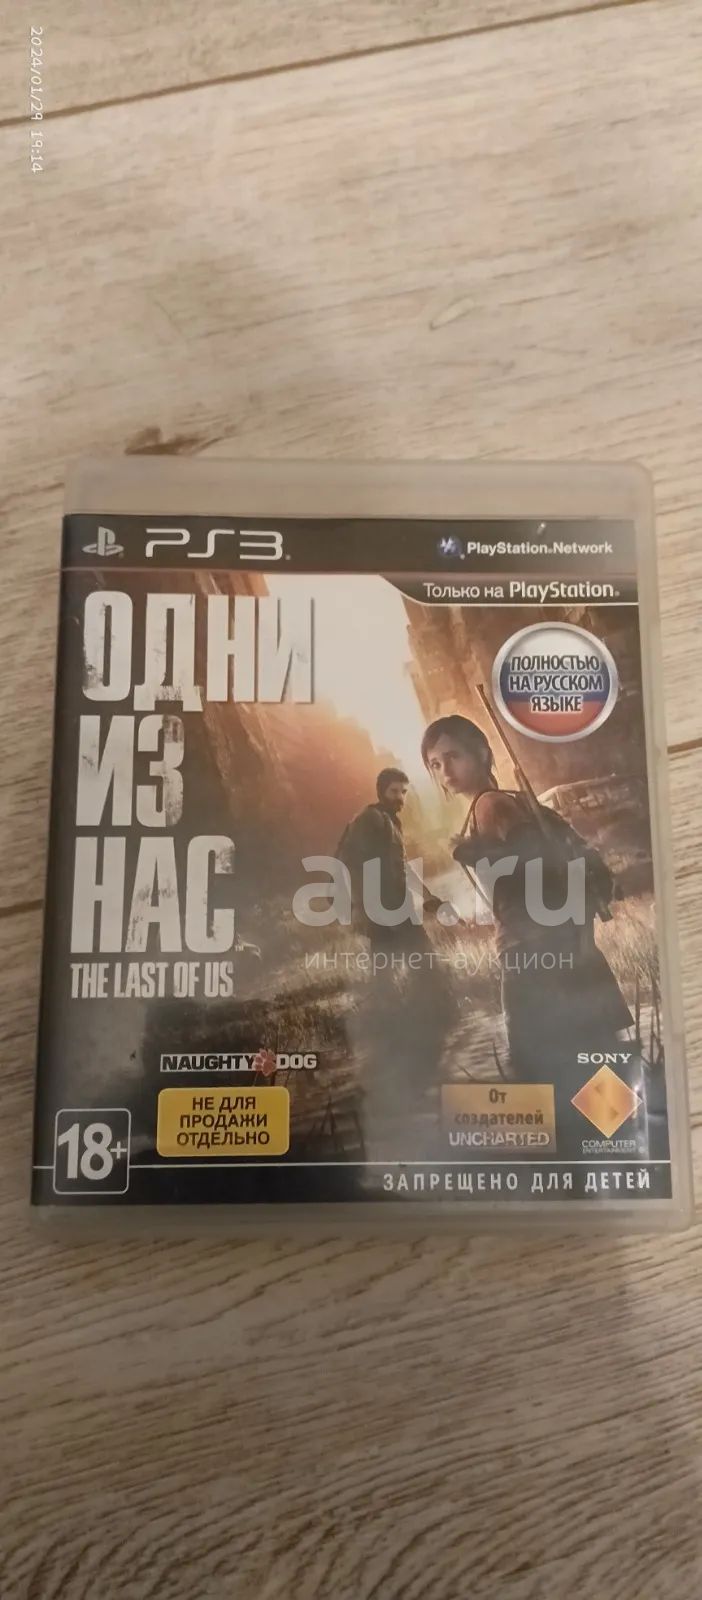 2024/01/29 19:14
PS3
PlayStation®Network
Только на PlayStation®
ОДНИ
ИЗ
НАС™
THE LAST OF US
ПОЛНОСТЬЮ
НА РУССКОМ
ЯЗЫКЕ
au.ru
интернет-аукцион
NAUGHTY DOG
НЕ ДЛЯ
ПРОДАЖИ
ОТДЕЛЬНО
От
создателей
UNCHARTED
SONY
COMPUTER
ENTERTAINMENT®
18+
ЗАПРЕЩЕНО ДЛЯ ДЕТЕЙ